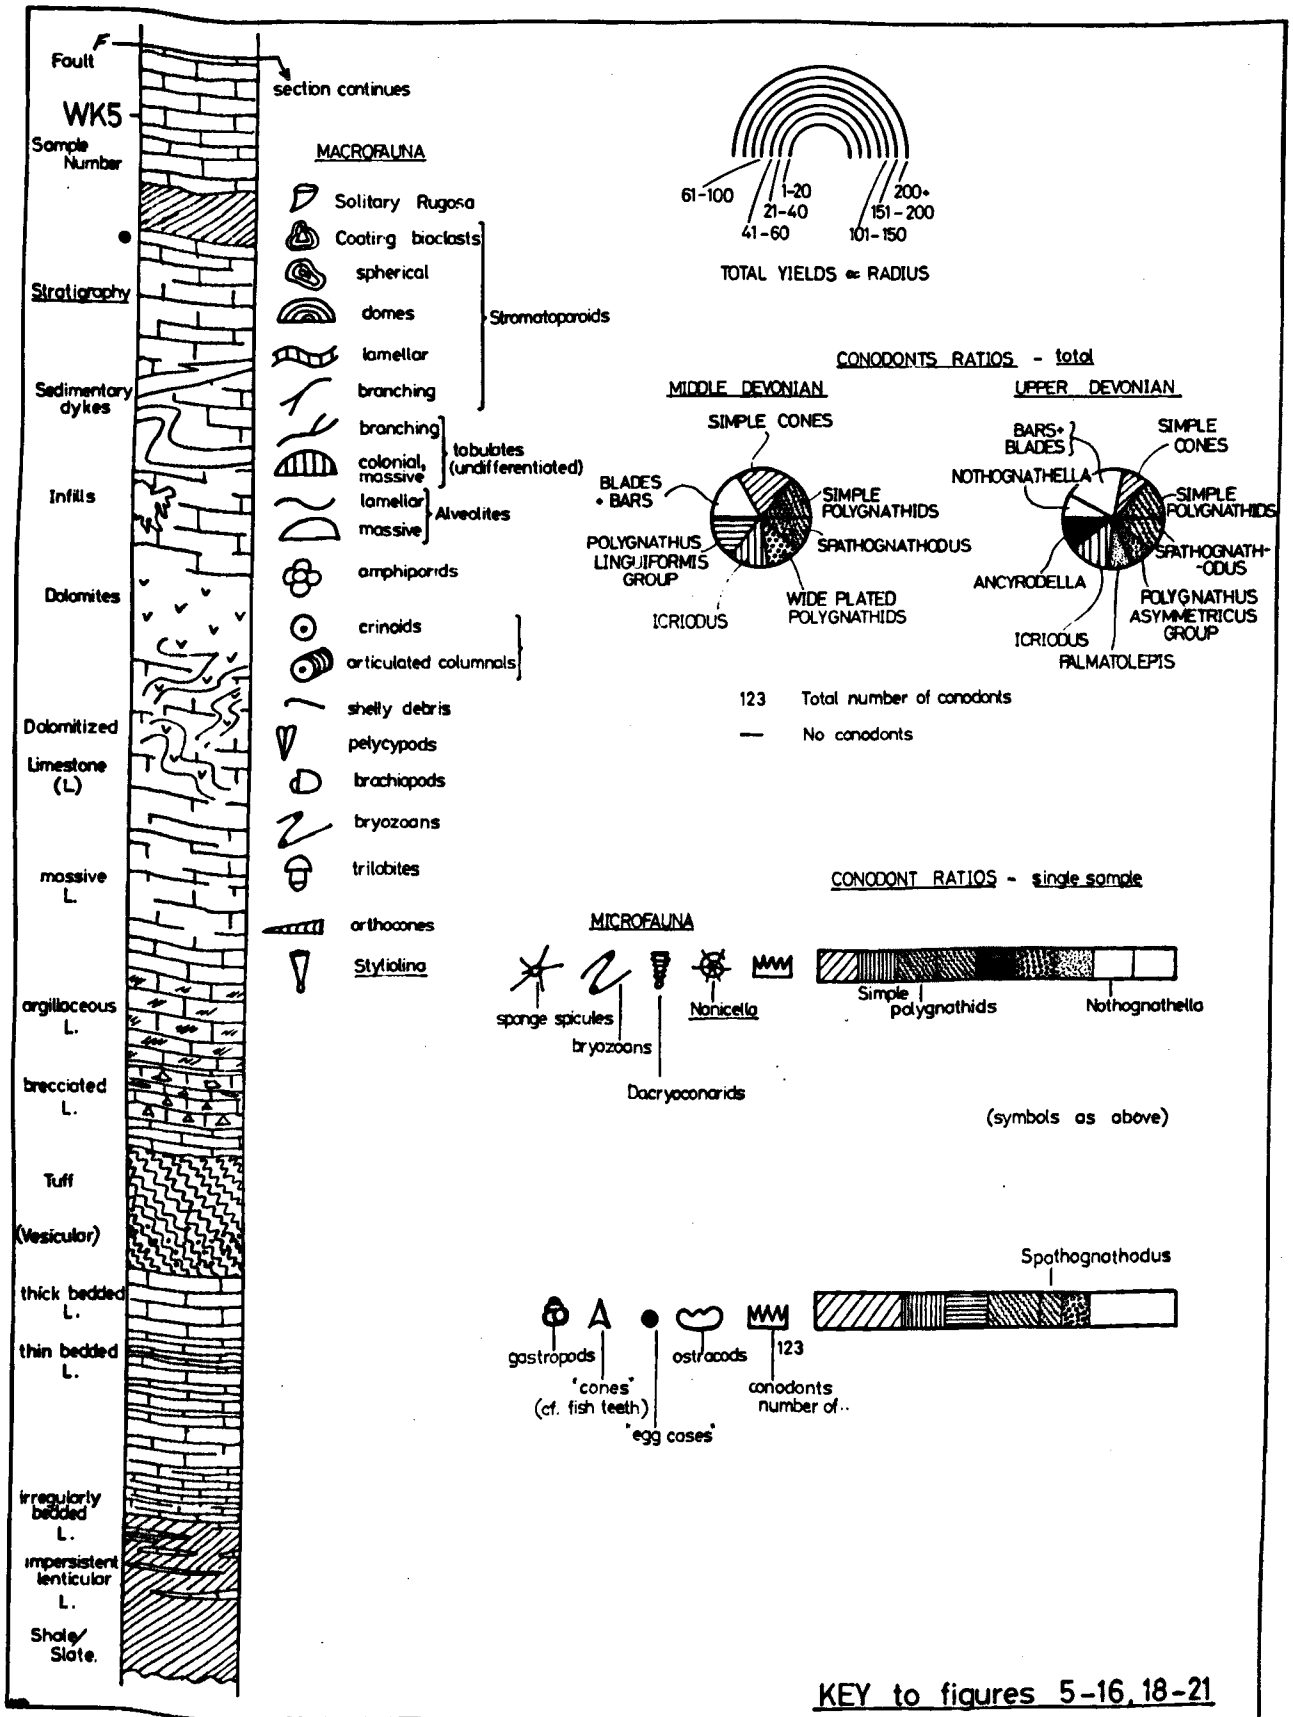 F
Fault
section continues
WK5
Sample
Number
Stratigraphy
Sedimentary
dykes
Infills
Dolomites
Dolomitized
Limestone
(L)
massive
L.
argillaceous
L.
brecciated
L.
Tuff
(Vesicular)
thick bedded
L.
thin bedded
L.
irregularly
bedded
L.
impersistent
lenticular
L.
Shale/
Slate.
MACROFAUNA
Solitary Rugosa
Coating bioclasts
spherical
domes
lamellar
branching
Stromatoporoids
branching
colonial,
massive
tabulates
(undifferentiated)
lamellar
massive
Alveolites
amphiporids
crinoids
articulated columnals
shelly debris
pelycypods
brachiopods
bryozoans
trilobites
orthocones
Styliolina
61-100
41-60
21-40
1-20
200+
151-200
101-150
TOTAL YIELDS ∝ RADIUS
CONODONTS RATIOS - total
MIDDLE DEVONIAN
SIMPLE CONES
BLADES
+ BARS
SIMPLE
POLYGNATHIDS
SPATHOGNATHODUS
POLYGNATHUS
LINGUIFORMIS
GROUP
WIDE PLATED
POLYGNATHIDS
ICRIODUS
UPPER DEVONIAN
BARS+
BLADES
SIMPLE
CONES
NOTHOGNATHELLA
SIMPLE
POLYGNATHIDS
SPATHOGNATH-
-ODUS
ANCYRODELLA
POLYGNATHUS
ASYMMETRICUS
GROUP
ICRIODUS
PALMATOLEPIS
123 Total number of conodonts
— No conodonts
CONODONT RATIOS - single sample
MICROFAUNA
sponge spicules
bryozoans
Dacryoconarids
Nanicella
Simple
polygnathids
Nothognathella
(symbols as above)
Spathognathodus
gastropods
"cones"
(cf. fish teeth)
"egg cases"
ostracods
123
conodonts
number of..
KEY to figures 5-16, 18-21